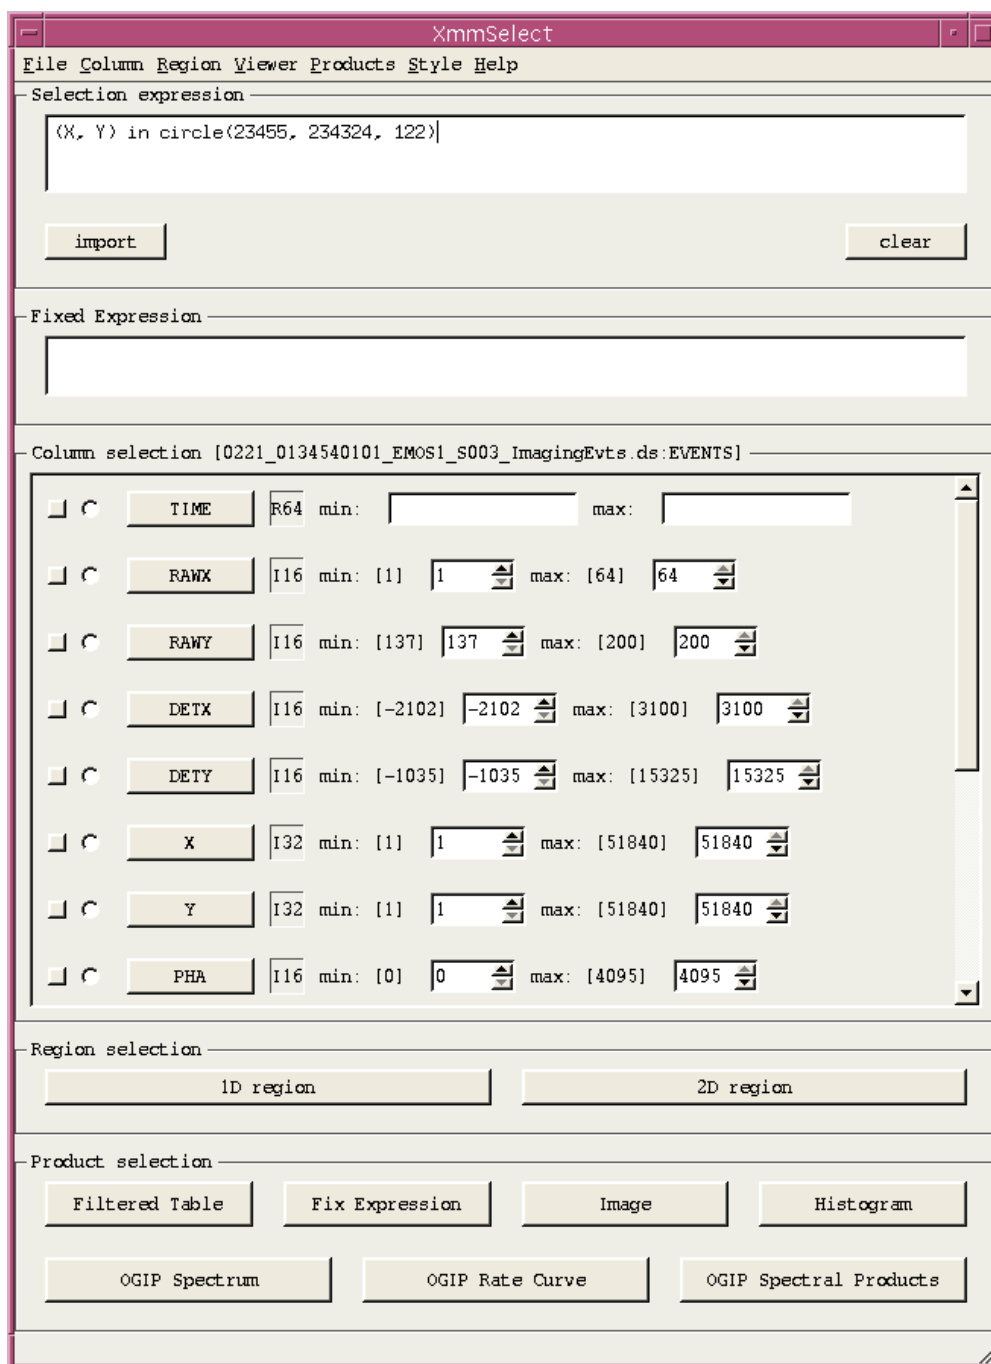 XmmSelect
File Column Region Viewer Products Style Help
Selection expression
(X, Y) in circle(23455, 234324, 122)
import clear
Fixed Expression
Column selection [0221_0134540101_EMOS1_S003_ImagingEvts.ds:EVENTS]
TIME R64 min: max:
RAWX I16 min: [1] 1 max: [64] 64
RAWY I16 min: [137] 137 max: [200] 200
DETX I16 min: [-2102] -2102 max: [3100] 3100
DETY I16 min: [-1035] -1035 max: [15325] 15325
X I32 min: [1] 1 max: [51840] 51840
Y I32 min: [1] 1 max: [51840] 51840
PHA I16 min: [0] 0 max: [4095] 4095
Region selection
1D region 2D region
Product selection
Filtered Table Fix Expression Image Histogram
OGIP Spectrum OGIP Rate Curve OGIP Spectral Products